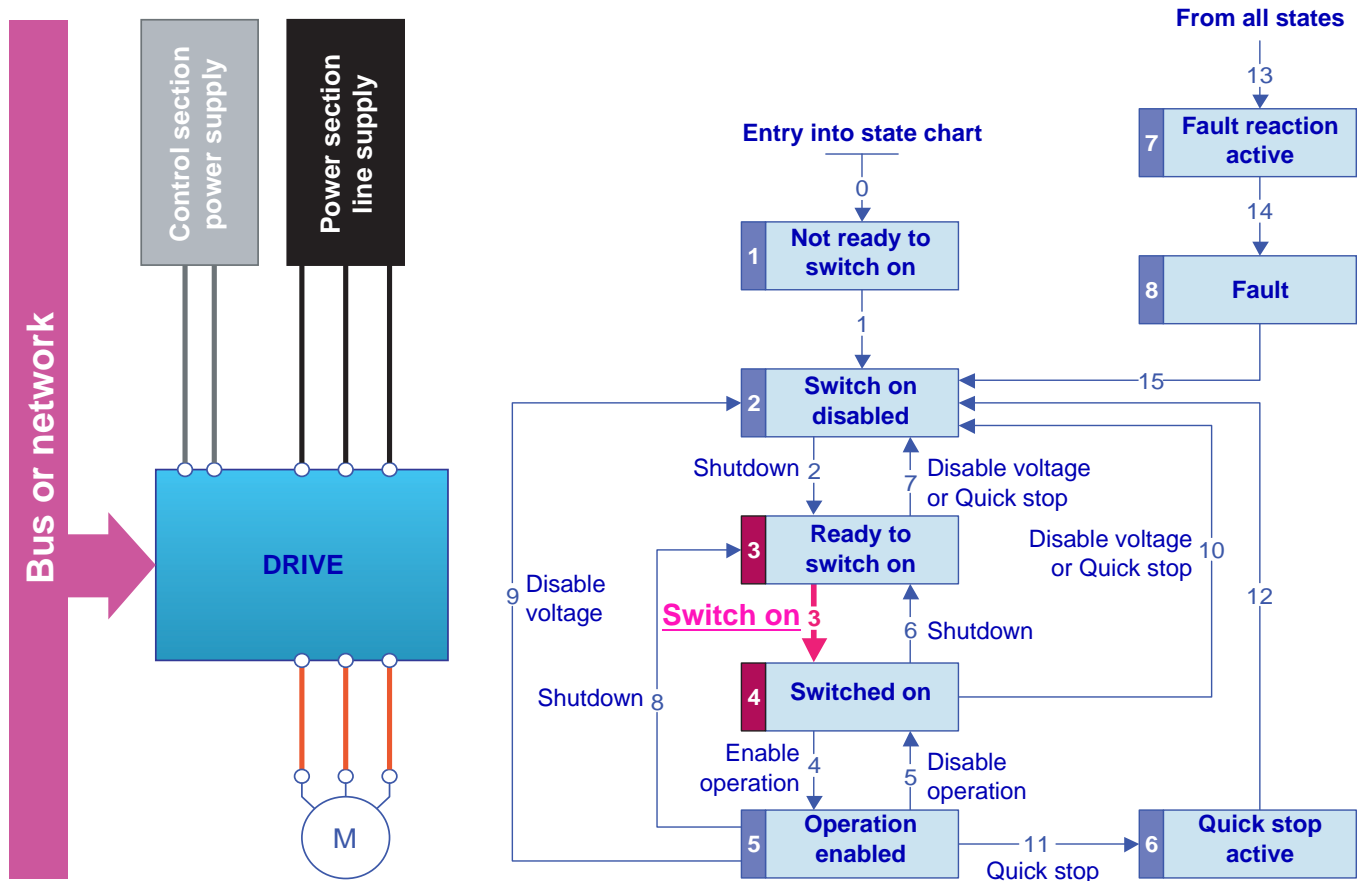 Bus or network
Control section
power supply
Power section
line supply
DRIVE
M
From all states
13
7
Fault reaction
active
14
8
Fault
15
Entry into state chart
0
1
Not ready to
switch on
1
2
Switch on
disabled
Shutdown 2
7 Disable voltage
or Quick stop
3
Ready to
switch on
Disable voltage
or Quick stop
10
9 Disable
voltage
12
Switch on 3
6 Shutdown
4
Switched on
Shutdown 8
Enable
operation
4
5 Disable
operation
5
Operation
enabled
11
Quick stop
6
Quick stop
active